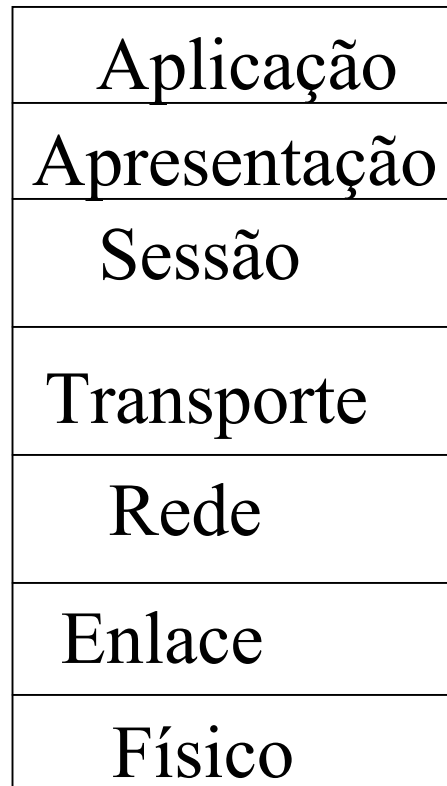 Aplicação
Apresentação
Sessão
Transporte
Rede
Enlace
Físico